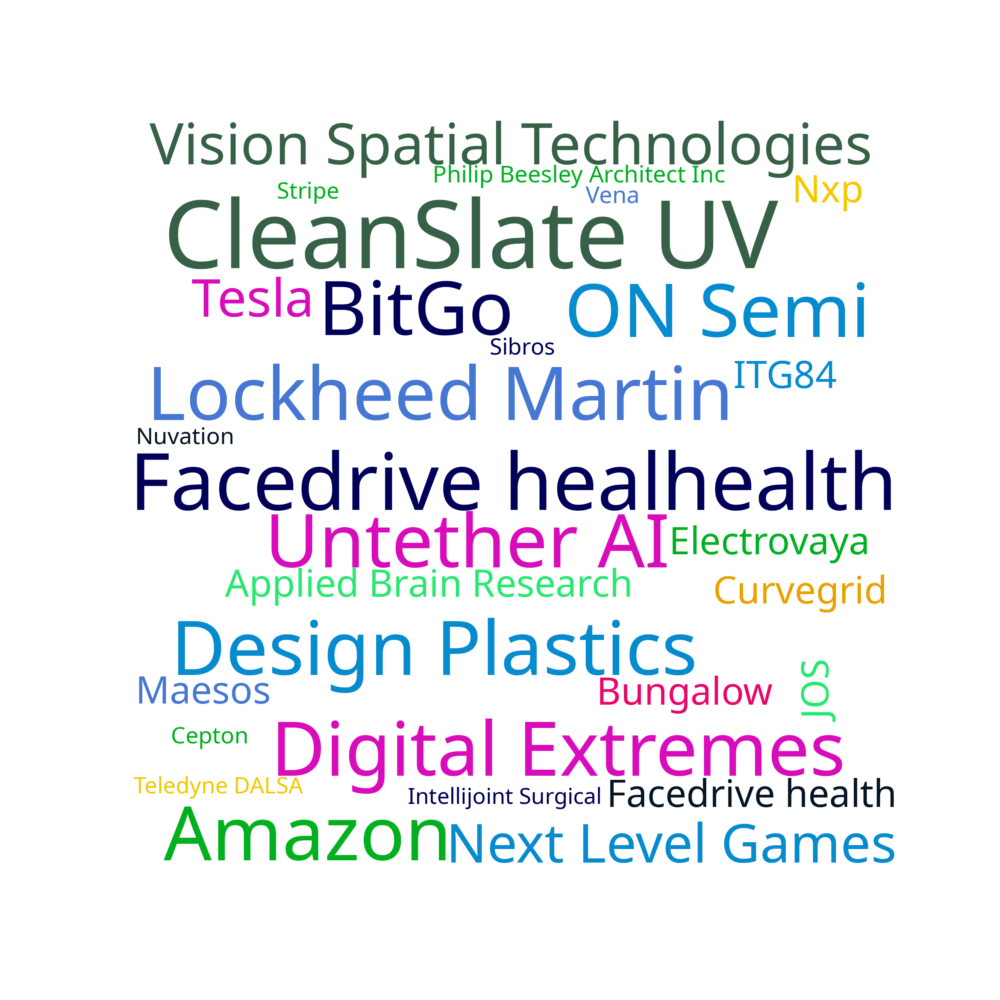 Vision Spatial Technologies
Philip Beesley Architect Inc
Stripe
Vena
Nxp
CleanSlate UV
Tesla
BitGo
ON Semi
Sibros
Lockheed Martin
ITG84
Nuvation
Facedrive healhealth
Untether AI
Electrovaya
Applied Brain Research
Curvegrid
Design Plastics
Maesos
Bungalow
JOS
Cepton
Digital Extremes
Teledyne DALSA
Intellijoint Surgical
Facedrive health
Amazon
Next Level Games